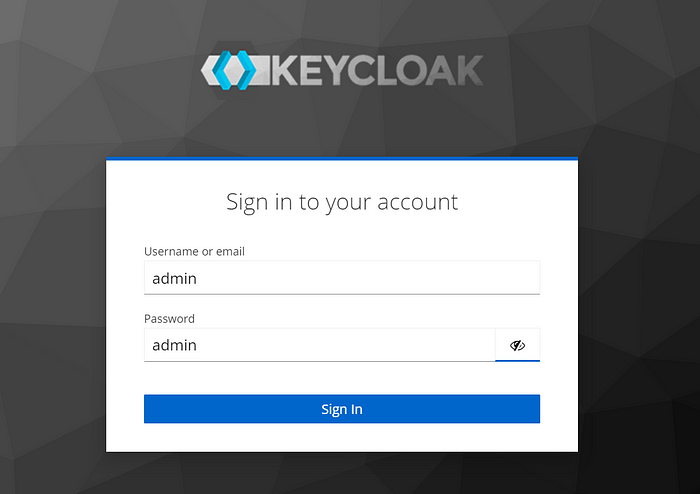 KEYCLOAK
Sign in to your account
Username or email
admin
Password
admin
Sign In